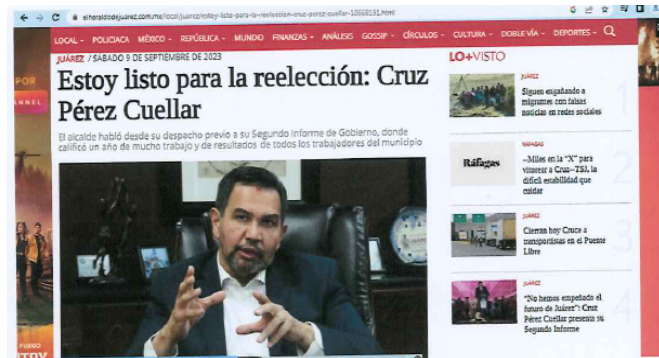 elheraldodejuarez.com.mx/local/juarez/estoy-listo-para-la-reeleccion-cruz-perez-cuellar-10668191.html
LOCAL POLICIACA MÉXICO REPÚBLICA MUNDO FINANZAS ANÁLISIS GOSSIP CÍRCULOS CULTURA DOBLE VÍA DEPORTES
JUÁREZ / SÁBADO 9 DE SEPTIEMBRE DE 2023
Estoy listo para la reelección: Cruz
Pérez Cuellar
El alcalde habló desde su despacho previo a su Segundo Informe de Gobierno, donde
calificó un año de mucho trabajo y de resultados de todos los trabajadores del municipio
LO+VISTO
JUÁREZ
Siguen engañando a
migrantes con falsas
noticias en redes sociales
1
Ráfagas
RÁFAGAS
--Miles en la "X" para
vitorear a Cruz--TSJ, la
difícil estabilidad que
cuidar
2
JUÁREZ
Cierran hoy Cruce a
transportistas en el Puente
Libre
3
JUÁREZ
"No hemos empeñado el
futuro de Juárez": Cruz
Pérez Cuellar presenta su
Segundo Informe
4
POR
FUEGO